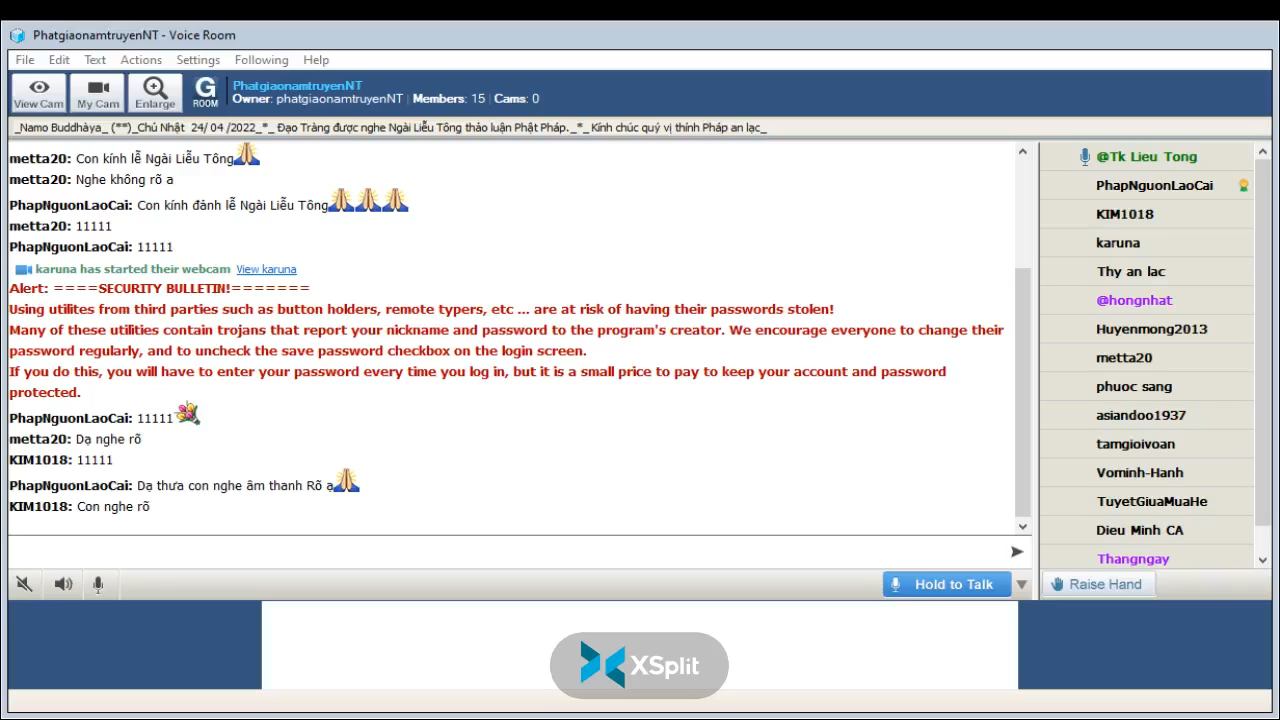 PhatgiaonamtruyenNT - Voice Room
File Edit Text Actions Settings Following Help
View Cam My Cam Enlarge G ROOM
PhatgiaonamtruyenNT
Owner: phatgiaonamtruyenNT | Members: 15 | Cams: 0
_Namo Buddhàya_ (**)_Chủ Nhật 24/ 04 /2022_*_ Đạo Tràng được nghe Ngài Liễu Tông thảo luận Phật Pháp._*_ Kính chúc quý vị thính Pháp an lạc_
metta20: Con kính lễ Ngài Liễu Tông
metta20: Nghe không rõ a
PhapNguonLaoCai: Con kính đảnh lễ Ngài Liễu Tông
metta20: 11111
PhapNguonLaoCai: 11111
karuna has started their webcam View karuna
Alert: ====SECURITY BULLETIN!=======
Using utilites from third parties such as button holders, remote typers, etc ... are at risk of having their passwords stolen!
Many of these utilities contain trojans that report your nickname and password to the program's creator. We encourage everyone to change their
password regularly, and to uncheck the save password checkbox on the login screen.
If you do this, you will have to enter your password every time you log in, but it is a small price to pay to keep your account and password
protected.
PhapNguonLaoCai: 11111
metta20: Dạ nghe rõ
KIM1018: 11111
PhapNguonLaoCai: Dạ thưa con nghe âm thanh Rõ ạ
KIM1018: Con nghe rõ
@Tk Lieu Tong
PhapNguonLaoCai
KIM1018
karuna
Thy an lac
@hongnhat
Huyenmong2013
metta20
phuoc sang
asiandoo1937
tamgioivoan
Vominh-Hanh
TuyetGiuaMuaHe
Dieu Minh CA
Thangngay
Hold to Talk
Raise Hand
XSplit